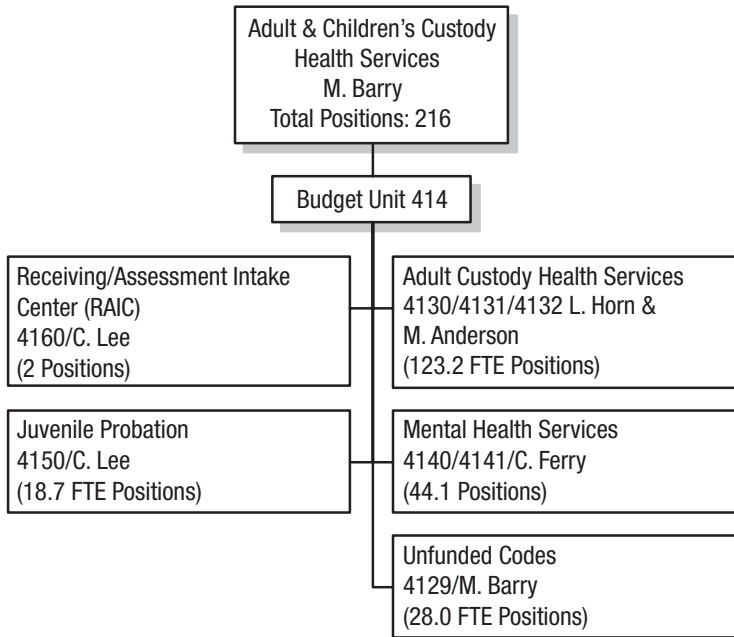 Adult & Children's Custody
Health Services
M. Barry
Total Positions: 216
Budget Unit 414
Receiving/Assessment Intake
Center (RAIC)
4160/C. Lee
(2 Positions)
Adult Custody Health Services
4130/4131/4132 L. Horn &
M. Anderson
(123.2 FTE Positions)
Juvenile Probation
4150/C. Lee
(18.7 FTE Positions)
Mental Health Services
4140/4141/C. Ferry
(44.1 Positions)
Unfunded Codes
4129/M. Barry
(28.0 FTE Positions)